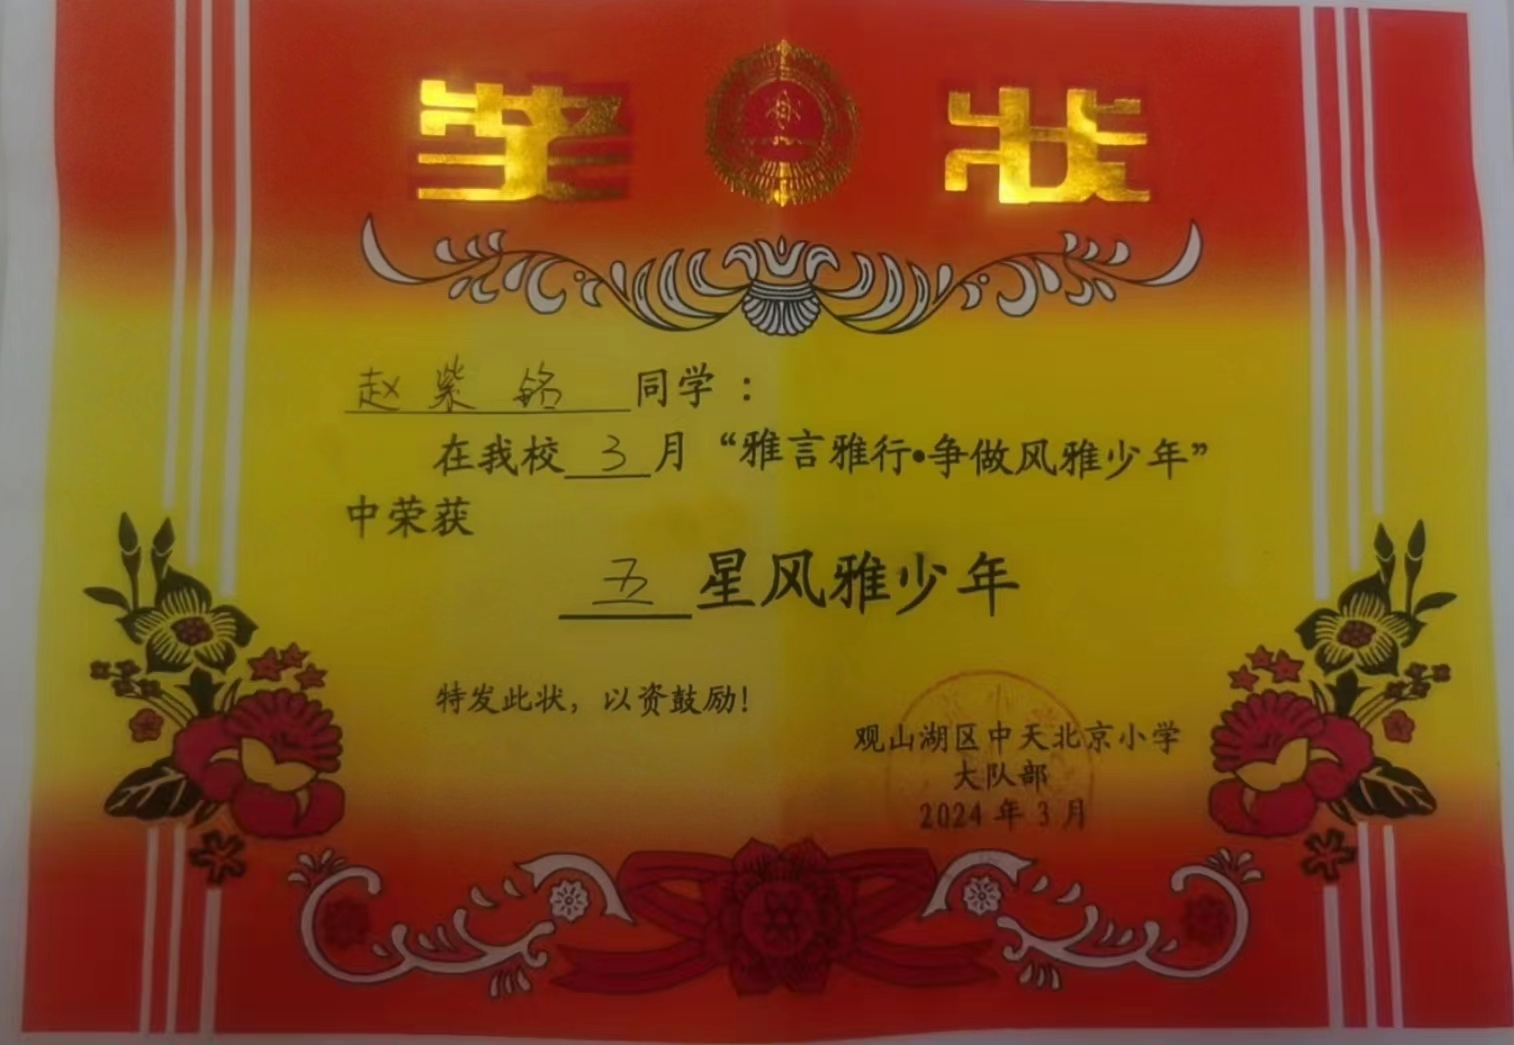 奖状
赵紫铭同学：
在我校3月“雅言雅行•争做风雅少年”
中荣获
五星风雅少年
特发此状，以资鼓励！
观山湖区中天北京小学
大队部
2024年3月